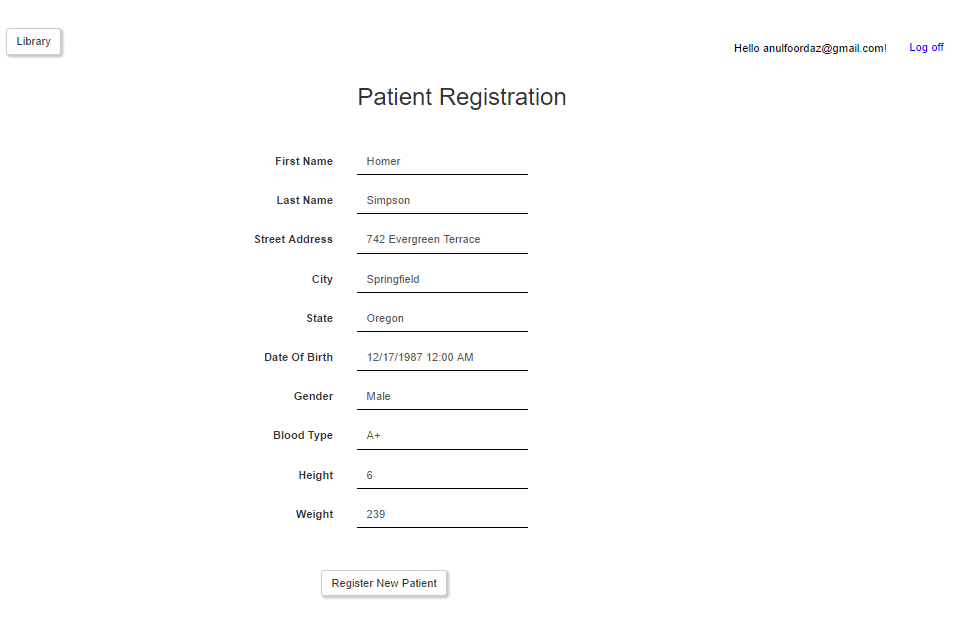 Library
Hello anulfoordaz@gmail.com! Log off
Patient Registration
First Name Homer
Last Name Simpson
Street Address 742 Evergreen Terrace
City Springfield
State Oregon
Date Of Birth 12/17/1987 12:00 AM
Gender Male
Blood Type A+
Height 6
Weight 239
Register New Patient